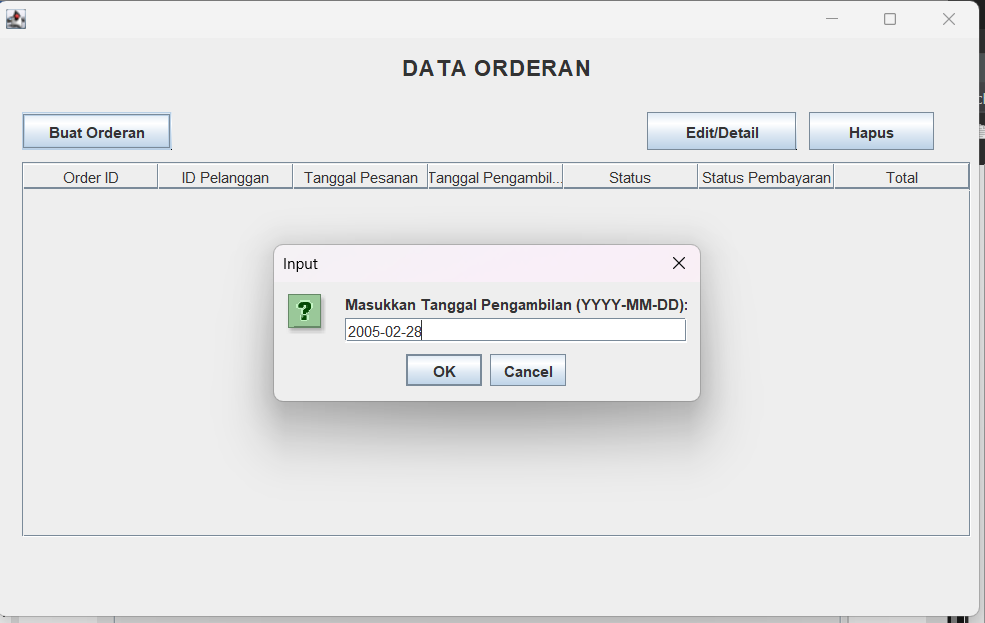 DATA ORDERAN
Buat Orderan
Edit/Detail
Hapus
Order ID
ID Pelanggan
Tanggal Pesanan
Tanggal Pengambil...
Status
Status Pembayaran
Total
Input
?
Masukkan Tanggal Pengambilan (YYYY-MM-DD):
2005-02-28
OK
Cancel